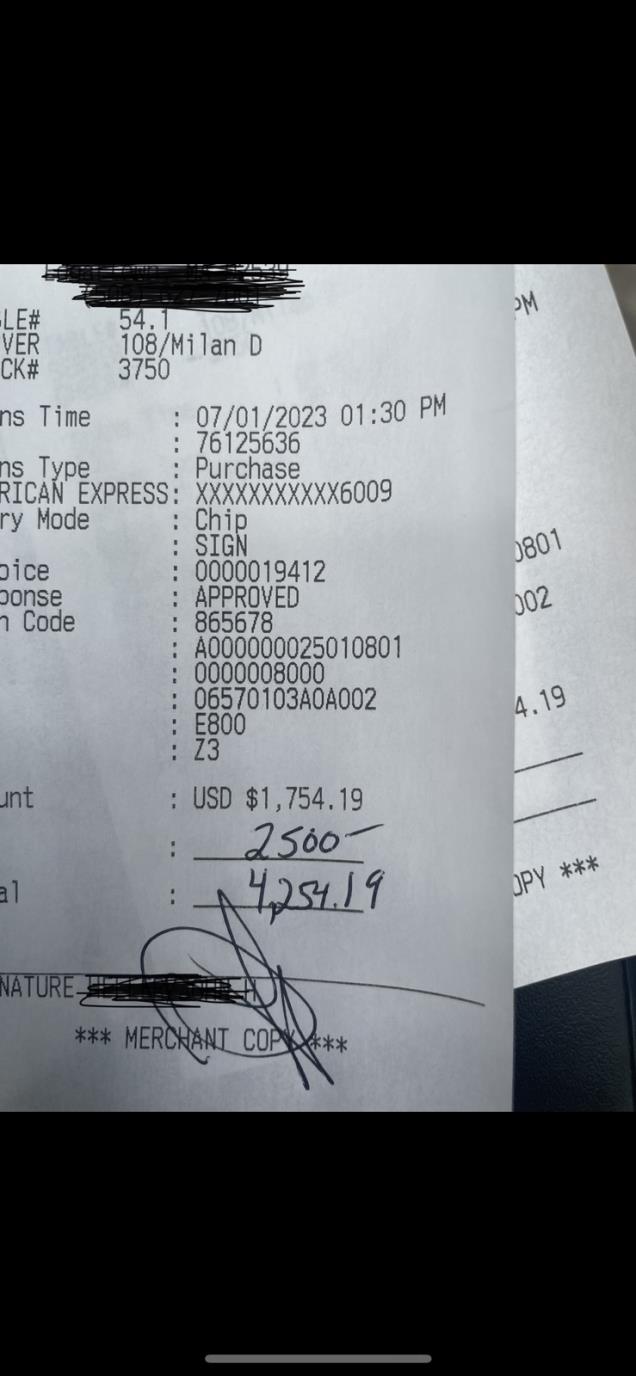 LE# 54.1
VER 108/Milan D
CK# 3750
ns Time : 07/01/2023 01:30 PM
: 76125636
ns Type : Purchase
RICAN EXPRESS: XXXXXXXXXXX6009
ry Mode : Chip
: SIGN
oice : 0000019412
ponse : APPROVED
h Code : 865678
: A000000025010801
: 0000008000
: 06570103A0A002
: E800
: Z3
unt : USD $1,754.19
: 2500-
al : 4,254.19
NATURE
*** MERCHANT COPY ***
PM
0801
002
4.19
OPY ***